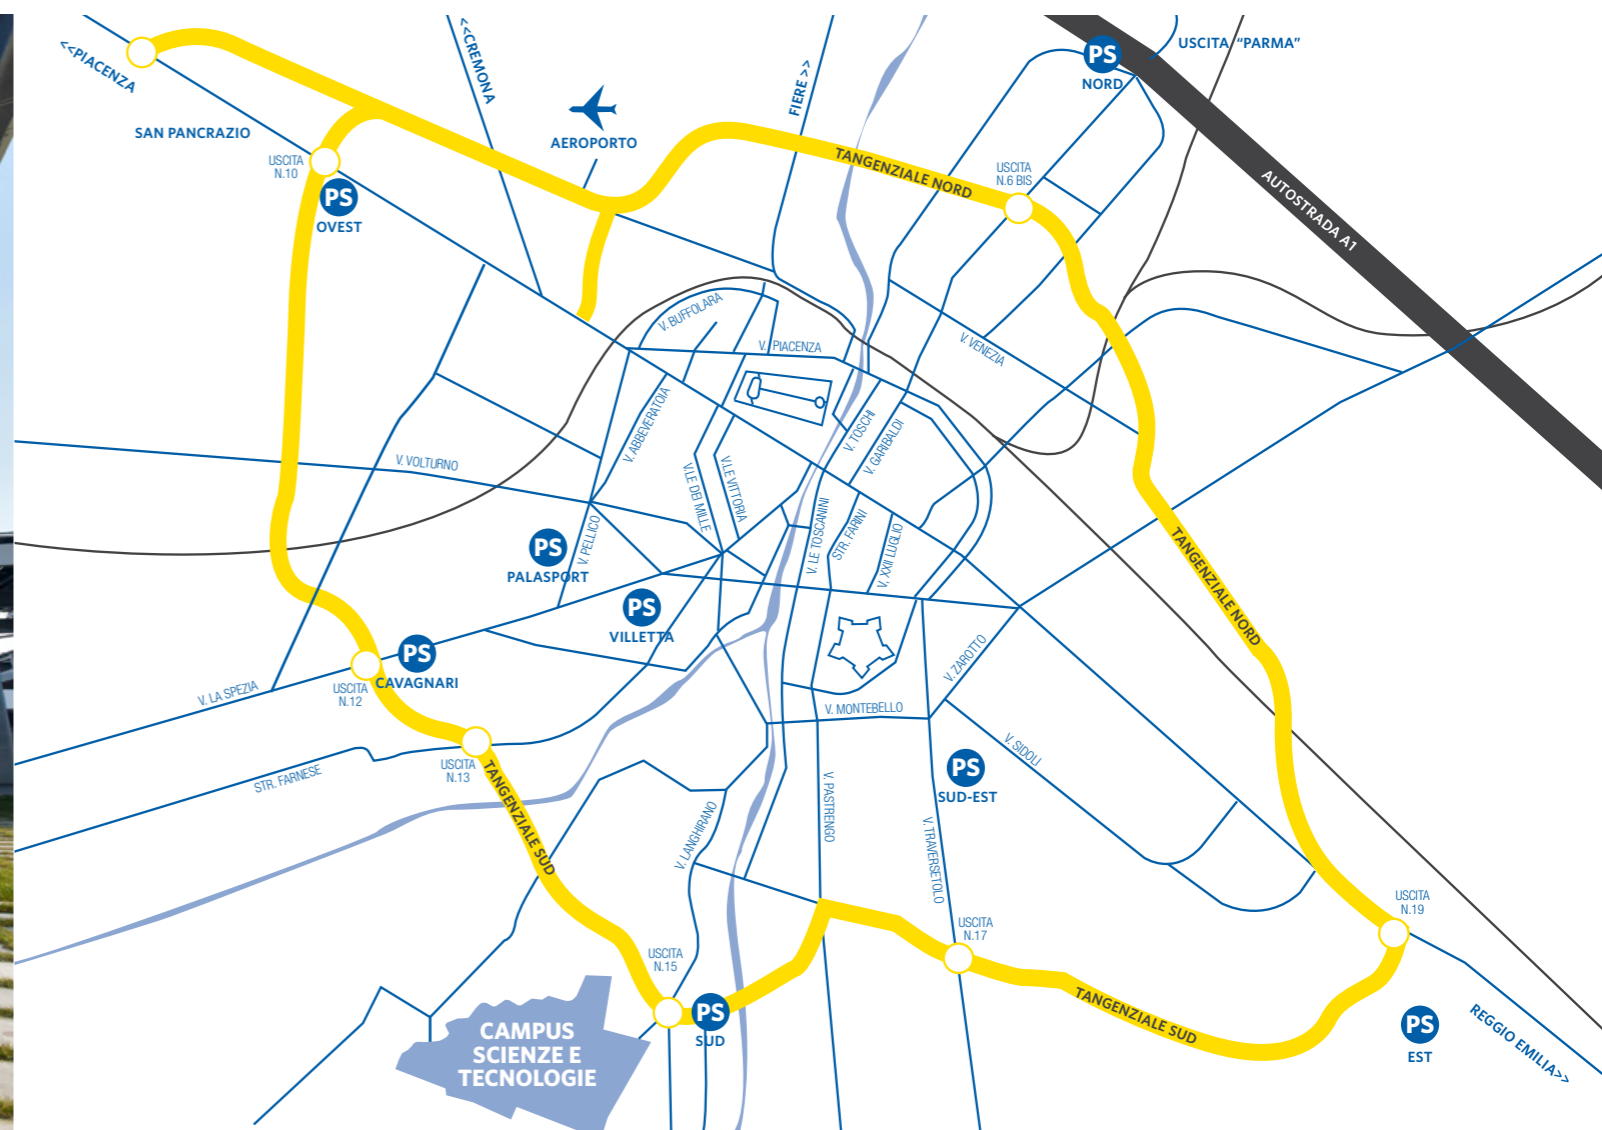 <<PIACENZA
<<CREMONA
FIERE >>
PS
NORD
USCITA "PARMA"
SAN PANCRAZIO
AEROPORTO
USCITA
N.10
PS
OVEST
TANGENZIALE NORD
USCITA
N.6 BIS
AUTOSTRADA A1
V. BUFFOLARA
V. PIACENZA
V. VENEZIA
V. ABBEVERATOIA
V. TOSCHI
V. GARIBALDI
V. VOLTURNO
V.LE DEI MILLE
V.LE VITTORIA
V. LE TOSCANINI
STR. FARINI
V. XXII LUGLIO
PS
PALASPORT
V. PELLICO
TANGENZIALE NORD
PS
VILLETTA
PS
CAVAGNARI
V. LA SPEZIA
USCITA
N.12
V. ZAROTTO
V. MONTEBELLO
V. SIDOLI
STR. FARNESE
USCITA
N.13
TANGENZIALE SUD
PS
SUD-EST
V. PASTRENGO
V. LANGHIRANO
V. TRAVERSETOLO
USCITA
N.19
USCITA
N.17
USCITA
N.15
PS
SUD
TANGENZIALE SUD
PS
EST
REGGIO EMILIA>>
CAMPUS
SCIENZE E
TECNOLOGIE